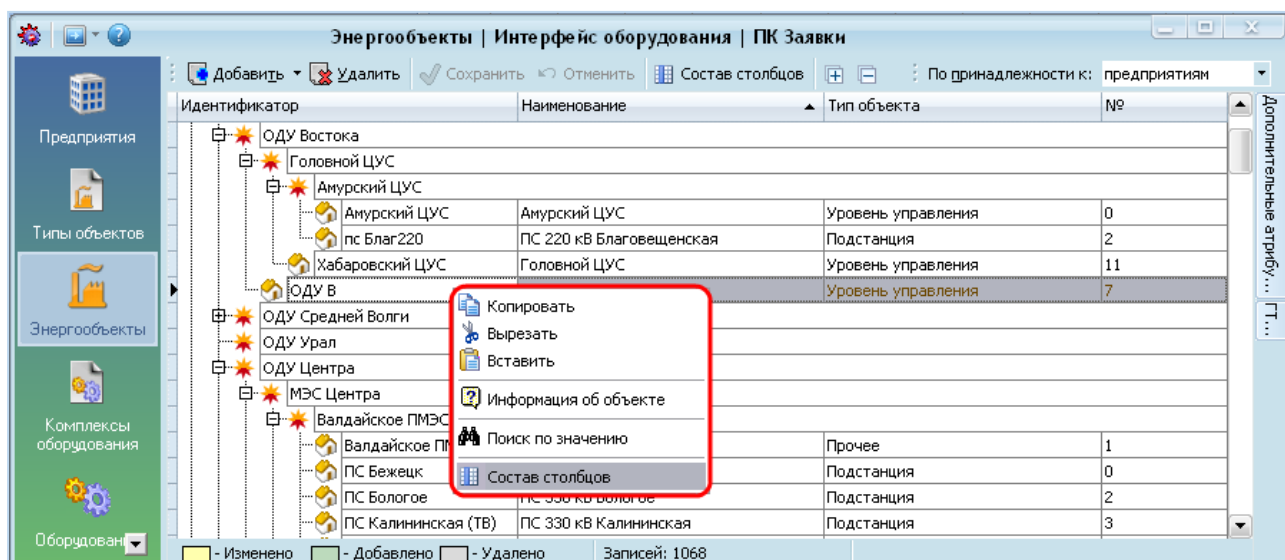 Энергообъекты | Интерфейс оборудования | ПК Заявки
Добавить Удалить Сохранить Отменить Состав столбцов По принадлежности к: предприятиям
Идентификатор Наименование Тип объекта №
Предприятия
Типы объектов
Энергообъекты
Комплексы
оборудования
ОДУ Востока
Головной ЦУС
Амурский ЦУС
Амурский ЦУС Амурский ЦУС Уровень управления 0
пс Благ220 ПС 220 кВ Благовещенская Подстанция 2
Хабаровский ЦУС Головной ЦУС Уровень управления 11
ОДУ В Уровень управления 7
ОДУ Средней Волги
ОДУ Урал
ОДУ Центра
МЭС Центра
Валдайское ПМЭС
Валдайское Прочее 1
ПС Бежецк Подстанция 0
ПС Бологое ПС 330 кВ Бологое Подстанция 2
ПС Калининская (ТВ) ПС 330 кВ Калининская Подстанция 3
Копировать
Вырезать
Вставить
Информация об объекте
Поиск по значению
Состав столбцов
Дополнительные атрибу...
ГТ...
- Изменено - Добавлено - Удалено Записей: 1068